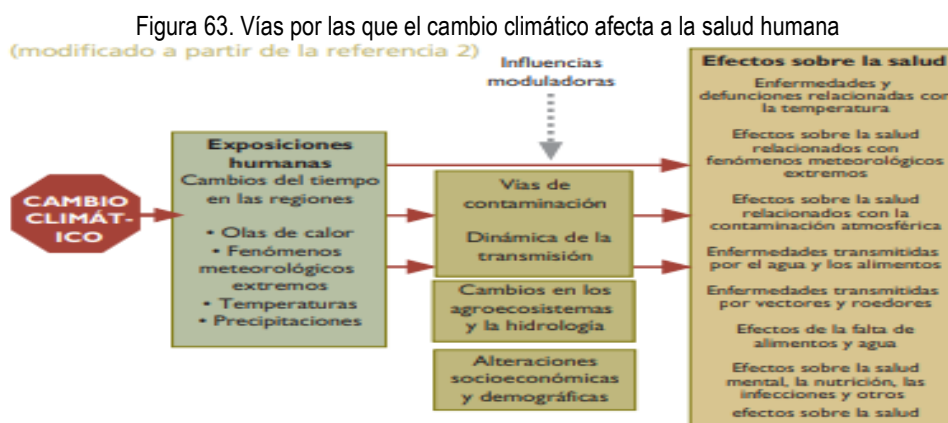 Figura 63. Vías por las que el cambio climático afecta a la salud humana
(modificado a partir de la referencia 2)
Influencias
moduladoras
CAMBIO
CLIMÁT-
ICO
Exposiciones
humanas
Cambios del tiempo
en las regiones
• Olas de calor
• Fenómenos
meteorológicos
extremos
• Temperaturas
• Precipitaciones
Vías de
contaminación
Dinámica de la
transmisión
Cambios en los
agroecosistemas
y la hidrología
Alteraciones
socioeconómicas
y demográficas
Efectos sobre la salud
Enfermedades y
defunciones relacionadas con
la temperatura
Efectos sobre la salud
relacionados con
fenómenos meteorológicos
extremos
Efectos sobre la salud
relacionados con la
contaminación atmosférica
Enfermedades transmitidas
por el agua y los alimentos
Enfermedades transmitidas
por vectores y roedores
Efectos de la falta de
alimentos y agua
Efectos sobre la salud
mental, la nutrición, las
infecciones y otros
efectos sobre la salud